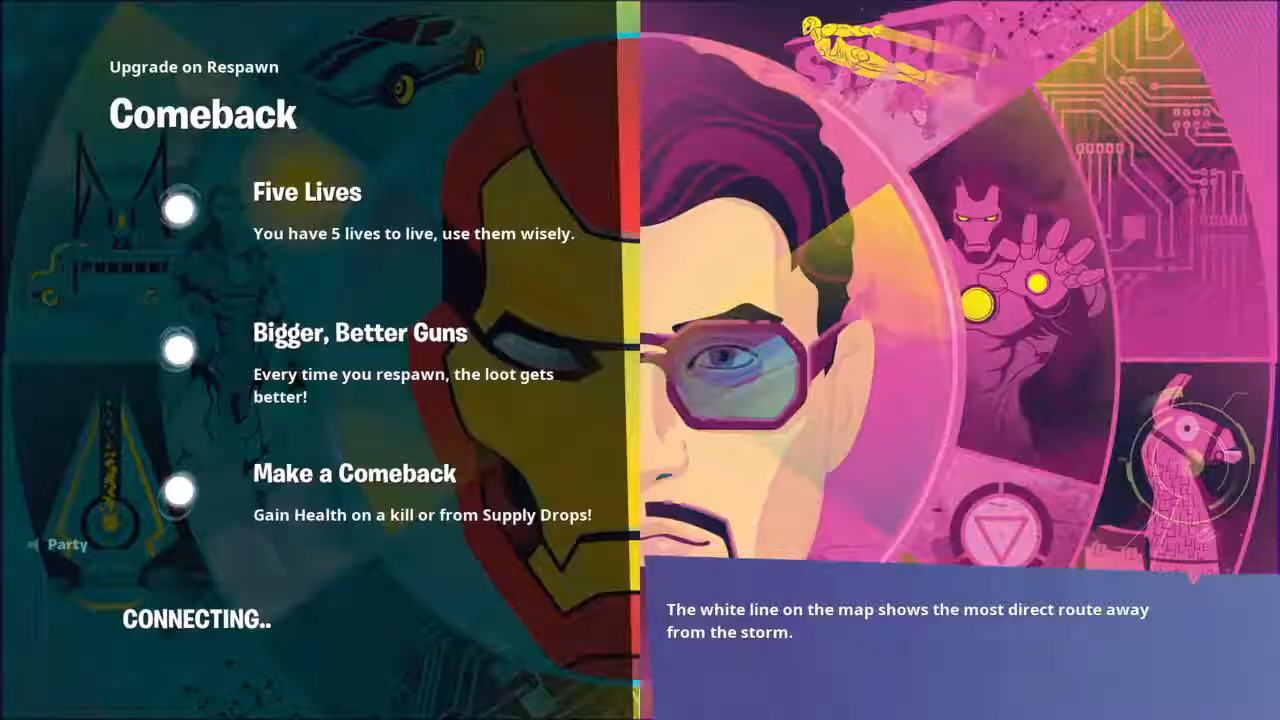 Upgrade on Respawn
Comeback
Five Lives
You have 5 lives to live, use them wisely.
Bigger, Better Guns
Every time you respawn, the loot gets
better!
Make a Comeback
Gain Health on a kill or from Supply Drops!
Party
CONNECTING..
STARK
The white line on the map shows the most direct route away
from the storm.